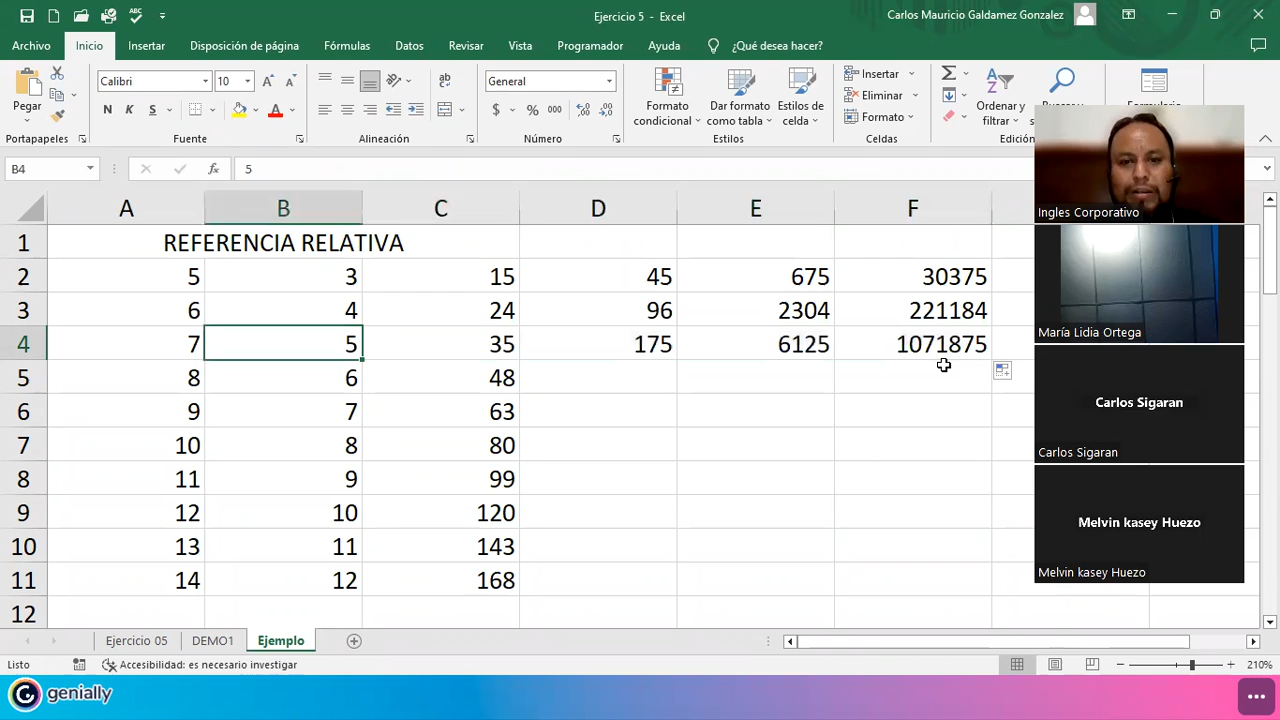 Ejercicio 5 - Excel
Carlos Mauricio Galdamez Gonzalez
Archivo Inicio Insertar Disposición de página Fórmulas Datos Revisar Vista Programador Ayuda ¿Qué desea hacer?
Pegar
Calibri 10
N K S
General
$ % 000
Formato condicional
Dar formato como tabla
Estilos de celda
Insertar
Eliminar
Formato
Ordenar y filtrar
Portapapeles Fuente Alineación Número Estilos Celdas Edición
B4 fx 5
A B C D E F
1 REFERENCIA RELATIVA
2 5 3 15 45 675 30375
3 6 4 24 96 2304 221184
4 7 5 35 175 6125 1071875
5 8 6 48
6 9 7 63
7 10 8 80
8 11 9 99
9 12 10 120
10 13 11 143
11 14 12 168
12
Ingles Corporativo
María Lidia Ortega
Carlos Sigaran
Carlos Sigaran
Melvin kasey Huezo
Melvin kasey Huezo
Ejercicio 05 DEMO1 Ejemplo
Listo Accesibilidad: es necesario investigar 210%
genially